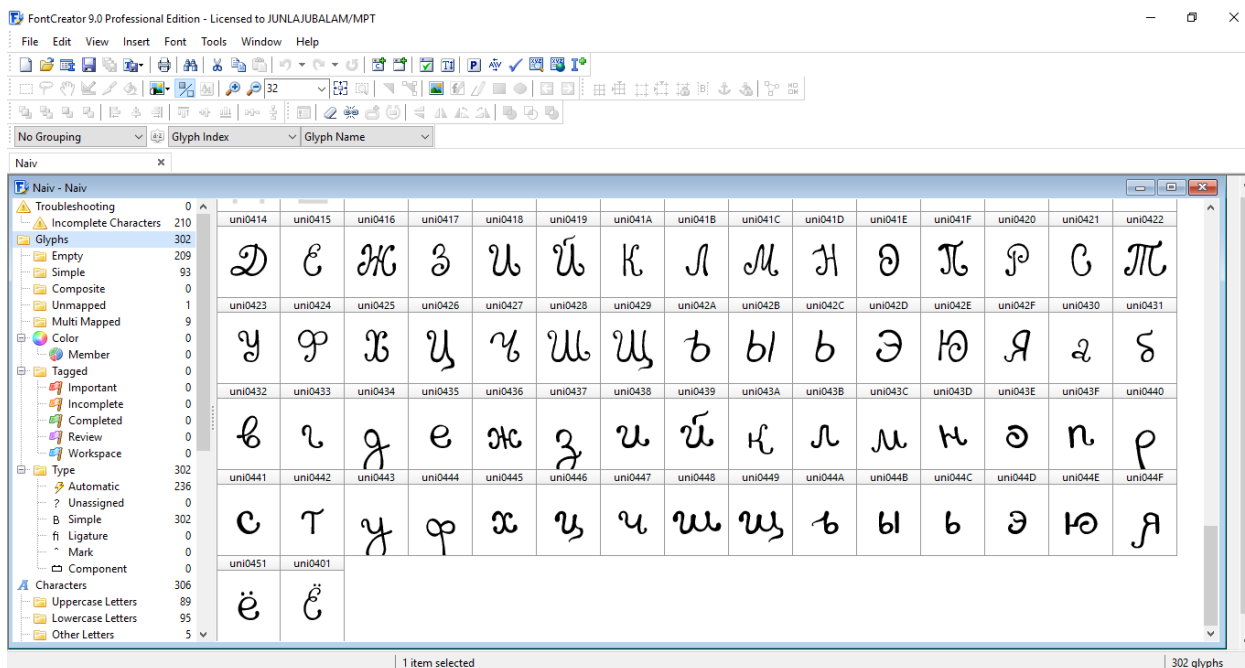 FontCreator 9.0 Professional Edition - Licensed to JUNLAJUBALAM/MPT
File Edit View Insert Font Tools Window Help
32
No Grouping Glyph Index Glyph Name
Naiv
Naiv - Naiv
Troubleshooting 0
Incomplete Characters 210
Glyphs 302
Empty 209
Simple 93
Composite 0
Unmapped 1
Multi Mapped 9
Color 0
Member 0
Tagged 0
Important 0
Incomplete 0
Completed 0
Review 0
Workspace 0
Type 302
Automatic 236
? Unassigned 0
B Simple 302
fi Ligature 0
Mark 0
Component 0
Characters 306
Uppercase Letters 89
Lowercase Letters 95
Other Letters 5
uni0414 uni0415 uni0416 uni0417 uni0418 uni0419 uni041A uni041B uni041C uni041D uni041E uni041F uni0420 uni0421 uni0422
Д Е Ж З И Й К Л М Н О П Р С Т
uni0423 uni0424 uni0425 uni0426 uni0427 uni0428 uni0429 uni042A uni042B uni042C uni042D uni042E uni042F uni0430 uni0431
У Ф Х Ц Ч Ш Щ Ъ Ы Ь Э Ю Я а б
uni0432 uni0433 uni0434 uni0435 uni0436 uni0437 uni0438 uni0439 uni043A uni043B uni043C uni043D uni043E uni043F uni0440
в г д е ж з и й к л м н о п р
uni0441 uni0442 uni0443 uni0444 uni0445 uni0446 uni0447 uni0448 uni0449 uni044A uni044B uni044C uni044D uni044E uni044F
с т у ф х ц ч ш щ ъ ы ь э ю я
uni0451 uni0401
ё Ё
1 item selected
302 glyphs